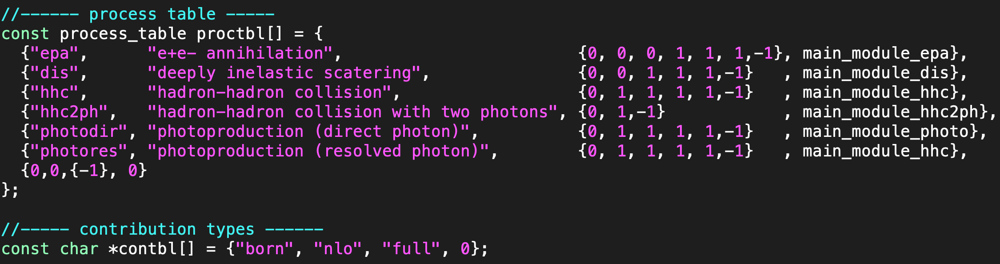 //------ process table -----
const process_table proctbl[] = {
  {"epa",      "e+e- annihilation",                        {0, 0, 0, 1, 1, 1,-1}, main_module_epa},
  {"dis",      "deeply inelastic scatering",               {0, 0, 1, 1, 1,-1}   , main_module_dis},
  {"hhc",      "hadron-hadron collision",                  {0, 1, 1, 1, 1,-1}   , main_module_hhc},
  {"hhc2ph",   "hadron-hadron collision with two photons", {0, 1,-1}            , main_module_hhc2ph},
  {"photodir", "photoproduction (direct photon)",          {0, 1, 1, 1, 1,-1}   , main_module_photo},
  {"photores", "photoproduction (resolved photon)",        {0, 1, 1, 1, 1,-1}   , main_module_hhc},
  {0,0,{-1}, 0}
};

//----- contribution types ------
const char *contbl[] = {"born", "nlo", "full", 0};